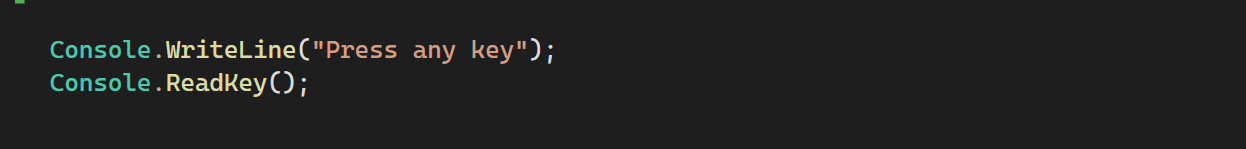 Console.WriteLine("Press any key");
Console.ReadKey();